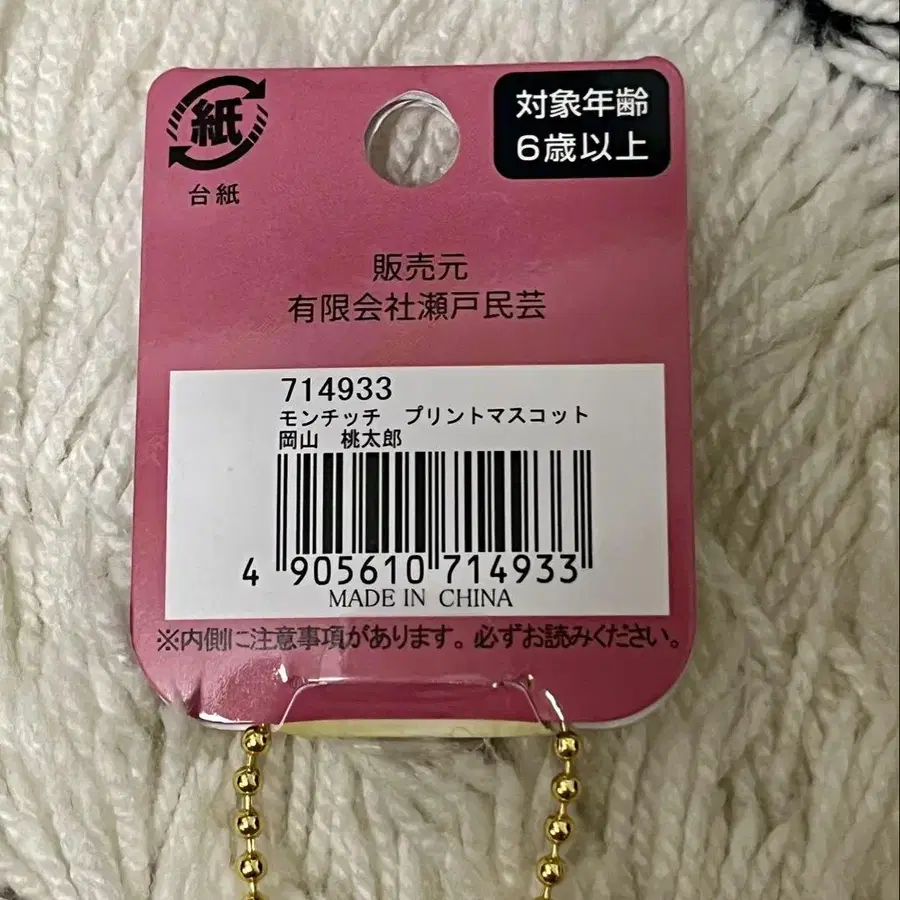 紙
台紙
対象年齢
6歳以上
販売元
有限会社瀬戸民芸
714933
モンチッチ　プリントマスコット
岡山　桃太郎
4 905610 714933
MADE IN CHINA
※内側に注意事項があります。必ずお読みください。